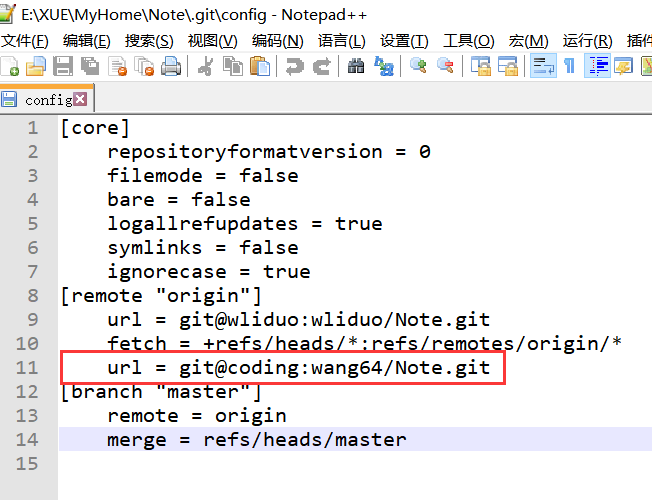 E:\XUE\MyHome\Note\.git\config - Notepad++
文件(F) 编辑(E) 搜索(S) 视图(V) 编码(N) 语言(L) 设置(T) 工具(O) 宏(M) 运行(R) 插件
config
1 [core]
2 repositoryformatversion = 0
3 filemode = false
4 bare = false
5 logallrefupdates = true
6 symlinks = false
7 ignorecase = true
8 [remote "origin"]
9 url = git@wliduo:wliduo/Note.git
10 fetch = +refs/heads/*:refs/remotes/origin/*
11 url = git@coding:wang64/Note.git
12 [branch "master"]
13 remote = origin
14 merge = refs/heads/master
15